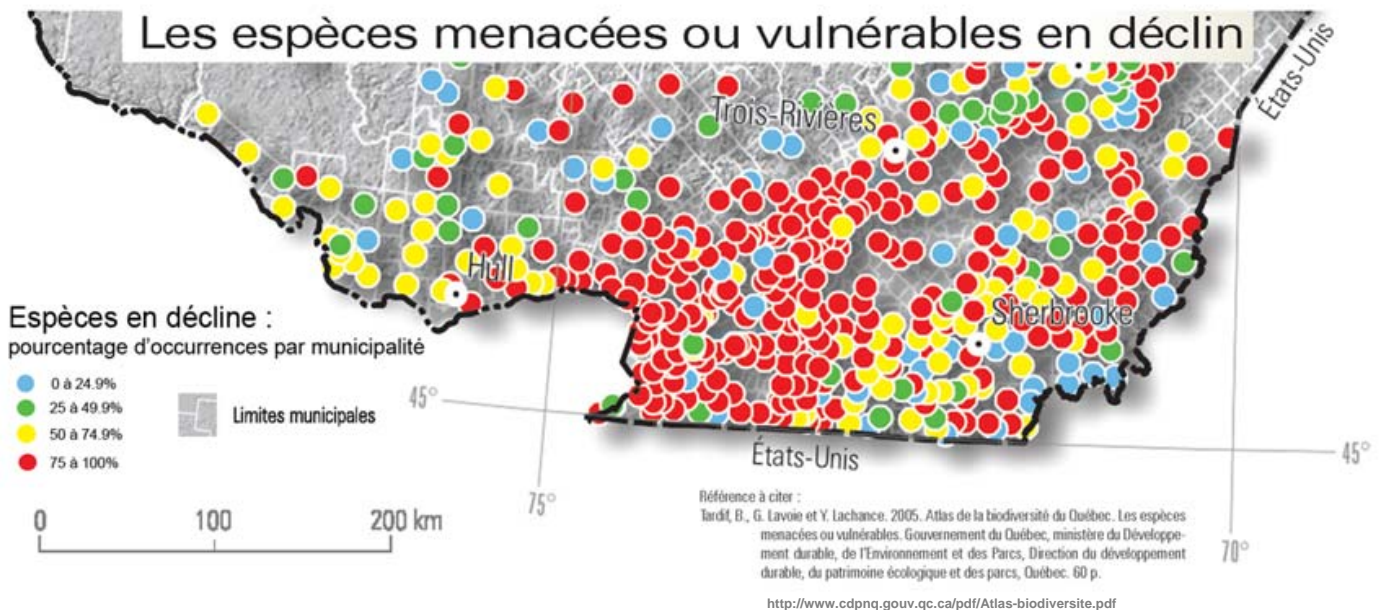 Les espèces menacées ou vulnérables en déclin
États-Unis
Trois-Rivières
Hull
Sherbrooke
Espèces en décline :
pourcentage d'occurrences par municipalité
0 à 24.9%
25 à 49.9%
50 à 74.9%
75 à 100%
Limites municipales
45°
45°
États-Unis
75°
70°
0 100 200 km
Référence à citer :
Tardif, B., G. Lavoie et Y. Lachance. 2005. Atlas de la biodiversité du Québec. Les espèces
menacées ou vulnérables. Gouvernement du Québec, ministère du Développe-
ment durable, de l'Environnement et des Parcs, Direction du développement
durable, du patrimoine écologique et des parcs, Québec. 60 p.
http://www.cdpnq.gouv.qc.ca/pdf/Atlas-biodiversite.pdf